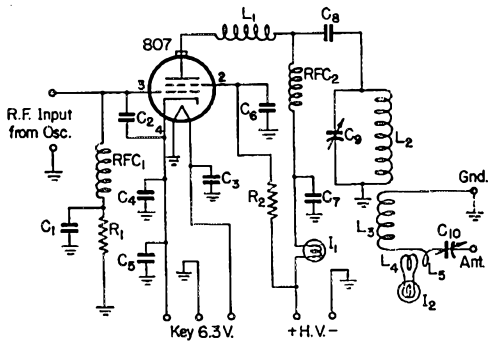 L1
C8
807
3
2
RFC2
R.F. Input
from Osc.
C2
4
C6
C9
L2
RFC1
C4
C3
R2
C7
Gnd.
C1
R1
L3
C5
I1
C10
L4
L5
Ant.
I2
Key 6.3 V.
+ H.V. -